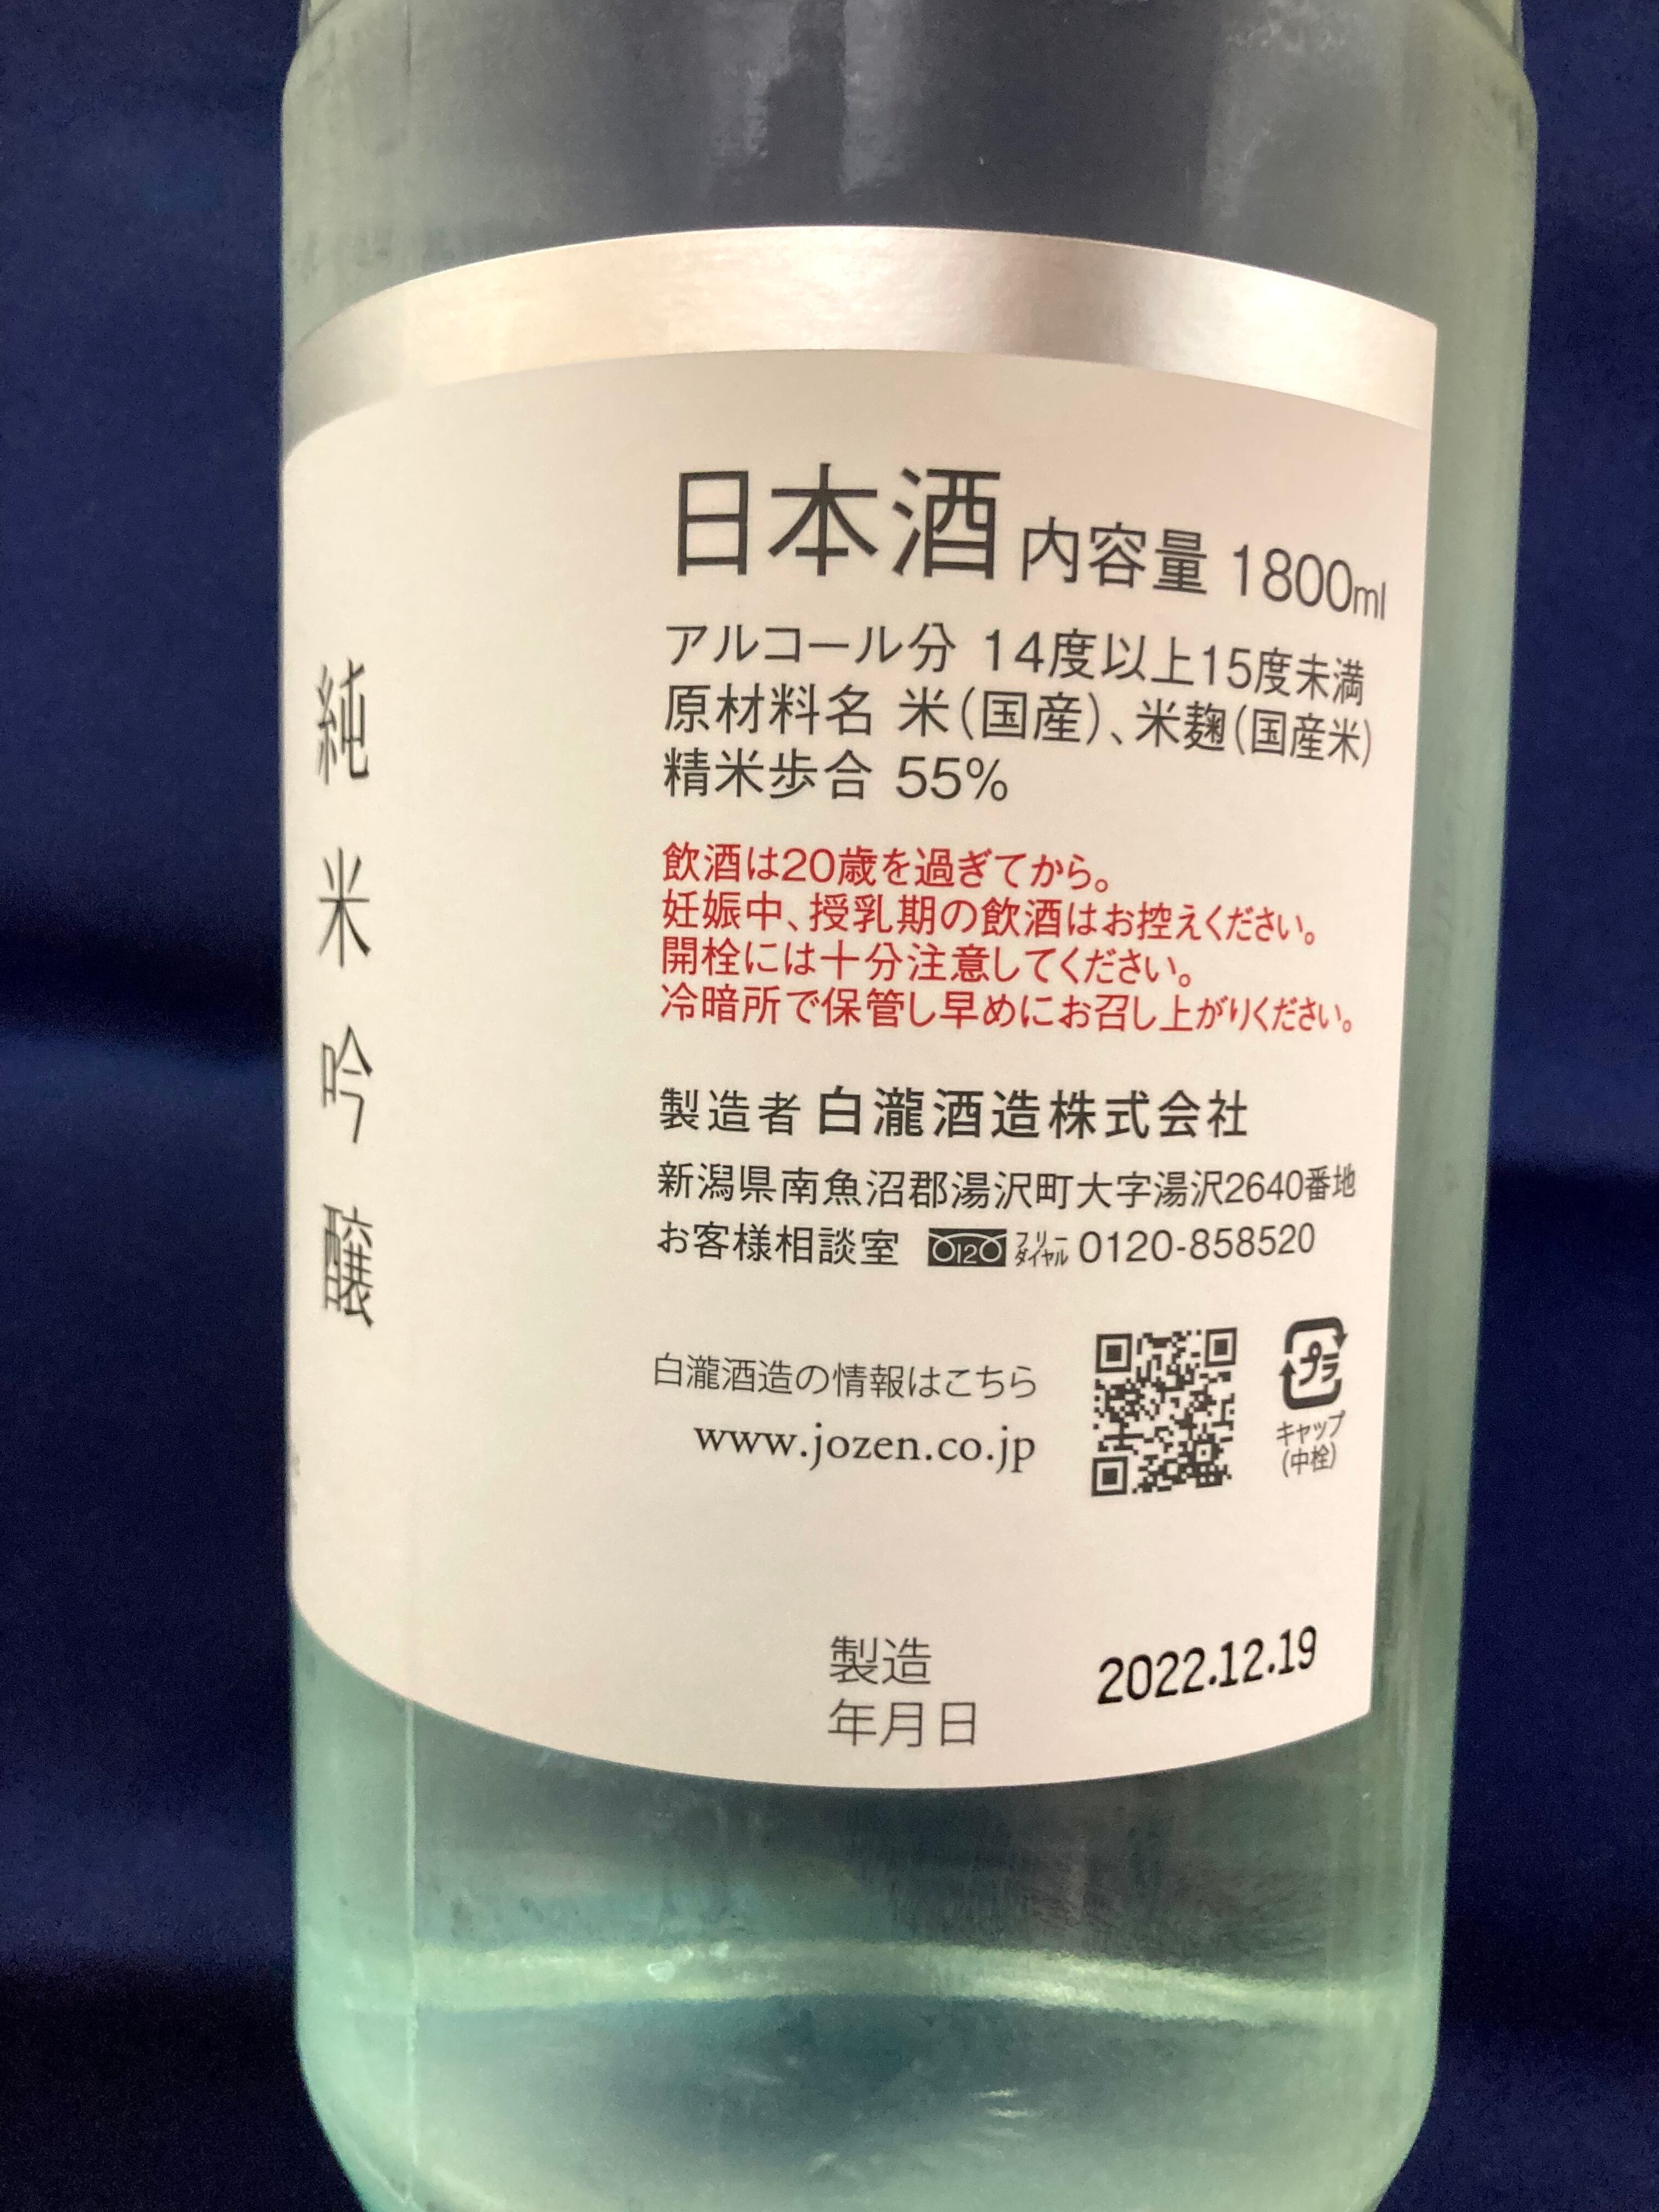 純米吟醸
日本酒 内容量 1800ml
アルコール分 14度以上15度未満
原材料名 米(国産)、米麹(国産米)
精米歩合 55%
飲酒は20歳を過ぎてから。
妊娠中、授乳期の飲酒はお控えください。
開栓には十分注意してください。
冷暗所で保管し早めにお召し上がりください。
製造者 白瀧酒造株式会社
新潟県南魚沼郡湯沢町大字湯沢2640番地
お客様相談室 0120 フリーダイヤル 0120-858520
白瀧酒造の情報はこちら
www.jozen.co.jp
プラ
キャップ
(中栓)
製造
年月日
2022.12.19